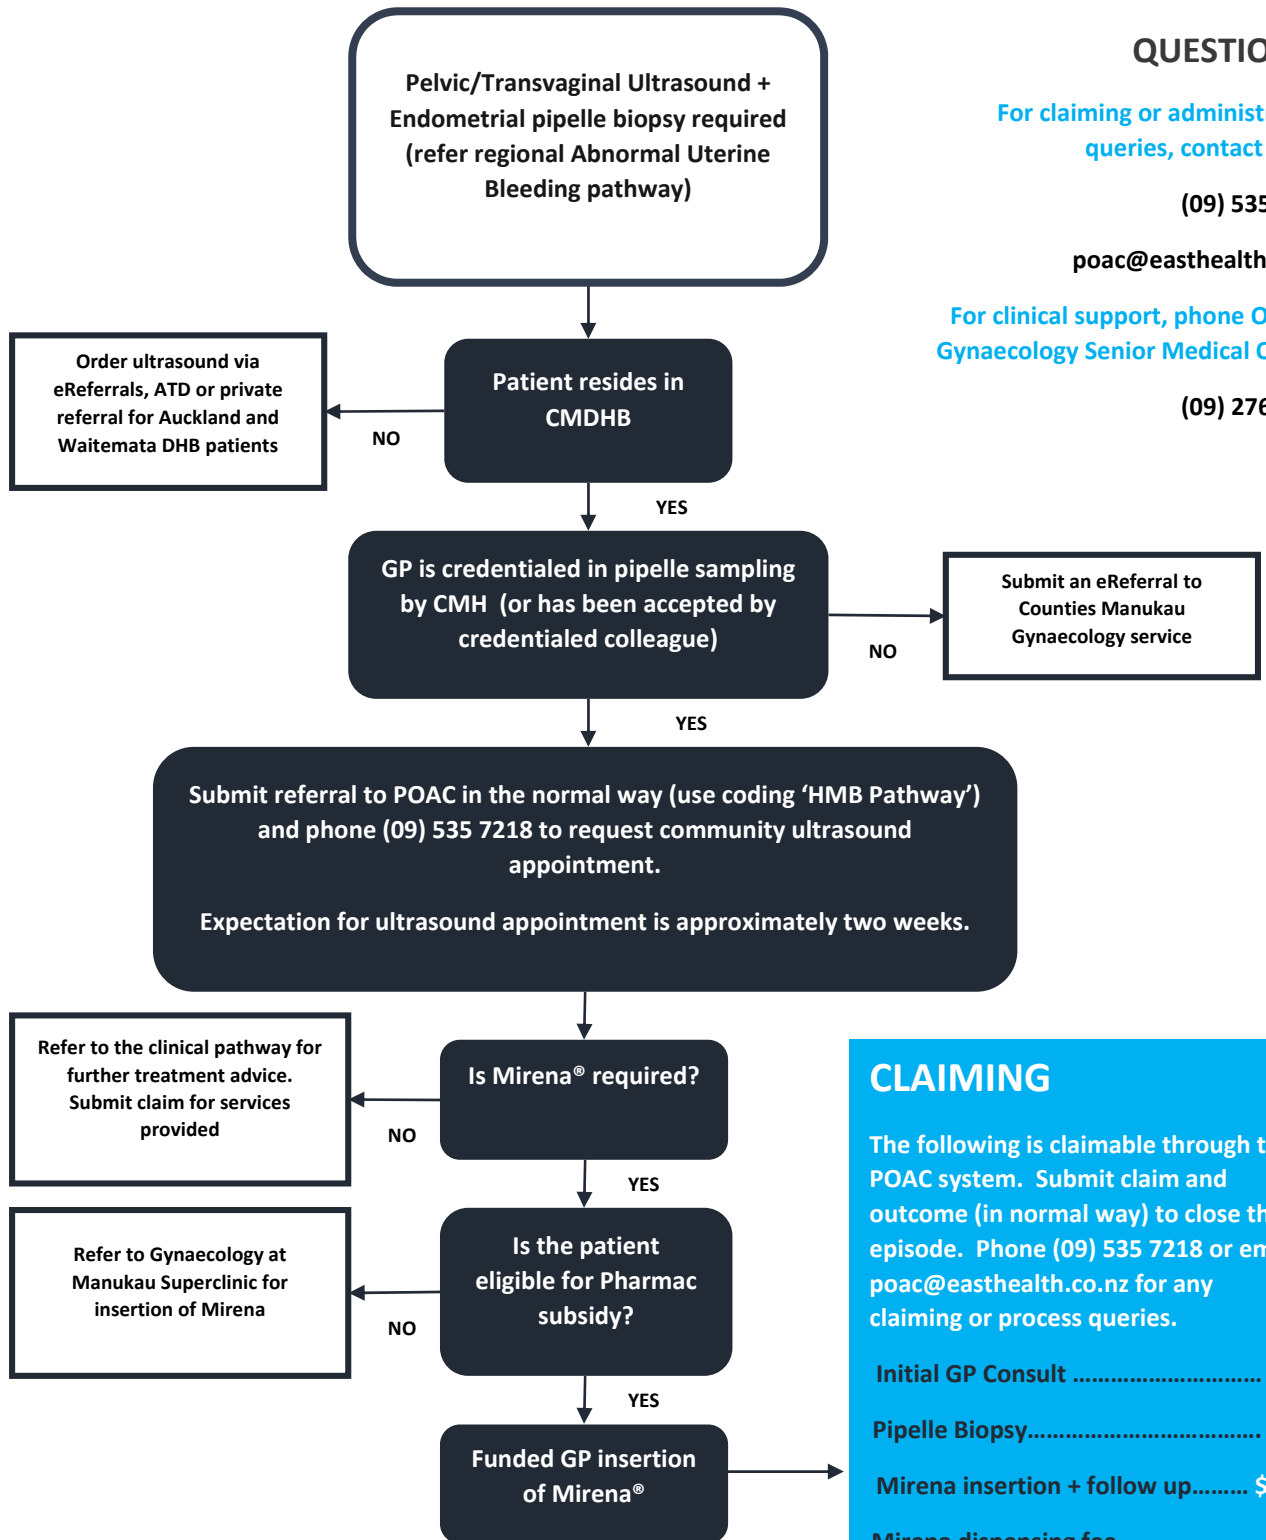 Pelvic/Transvaginal Ultrasound +
Endometrial pipelle biopsy required
(refer regional Abnormal Uterine
Bleeding pathway)
For claiming or
queries, contact
(09)
For clinical support, phone
Gynaecology Senior Medical
(09)
Patient resides in
CMDHB
Order ultrasound via
eReferrals, ATD or private
referral for Auckland and
Waitemata DHB patients
NO
YES
GP is credentialed in pipelle sampling
by CMH (or has been accepted by
credentialed colleague)
Submit an eReferral to
Counties Manukau
Gynaecology service
NO
YES
Submit referral to POAC in the normal way (use coding ‘HMB Pathway’)
and phone (09) 535 7218 to request community ultrasound
appointment.
Expectation for ultrasound appointment is approximately two weeks.
Refer to the clinical pathway for
further treatment advice.
Submit claim for services
provided
Is Mirena® required?
NO
YES
Refer to Gynaecology at
Manukau Superclinic for
insertion of Mirena
Is the patient
eligible for Pharmac
subsidy?
NO
YES
Funded GP insertion
of Mirena®
CLAIMING
The following is claimable through
POAC system. Submit claim and
outcome (in normal way) to close
episode. Phone (09) 535 7218 or
poac@easthealth.co.nz for any
claiming or process queries.
Initial GP Consult ...........................
Pipelle Biopsy..................................
Mirena insertion + follow up......... $
Mirena dispensing fee